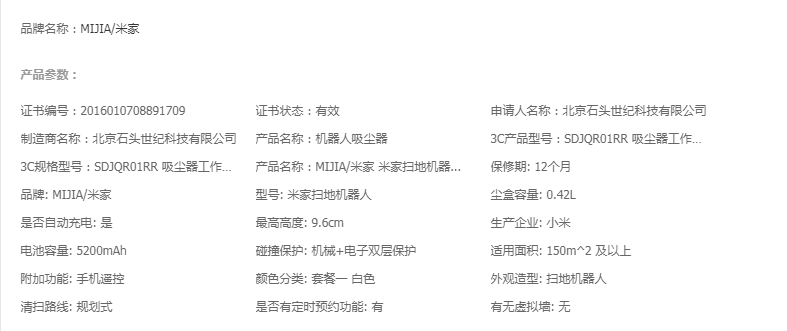 品牌名称：MIJIA/米家
产品参数：
证书编号：2016010708891709 证书状态：有效 申请人名称：北京石头世纪科技有限公司
制造商名称：北京石头世纪科技有限公司 产品名称：机器人吸尘器 3C产品型号：SDJQR01RR 吸尘器工作...
3C规格型号：SDJQR01RR 吸尘器工作... 产品名称：MIJIA/米家 米家扫地机器... 保修期: 12个月
品牌: MIJIA/米家 型号: 米家扫地机器人 尘盒容量: 0.42L
是否自动充电: 是 最高高度: 9.6cm 生产企业: 小米
电池容量: 5200mAh 碰撞保护: 机械+电子双层保护 适用面积: 150m^2 及以上
附加功能: 手机遥控 颜色分类: 套餐一 白色 外观造型: 扫地机器人
清扫路线: 规划式 是否有定时预约功能: 有 有无虚拟墙: 无